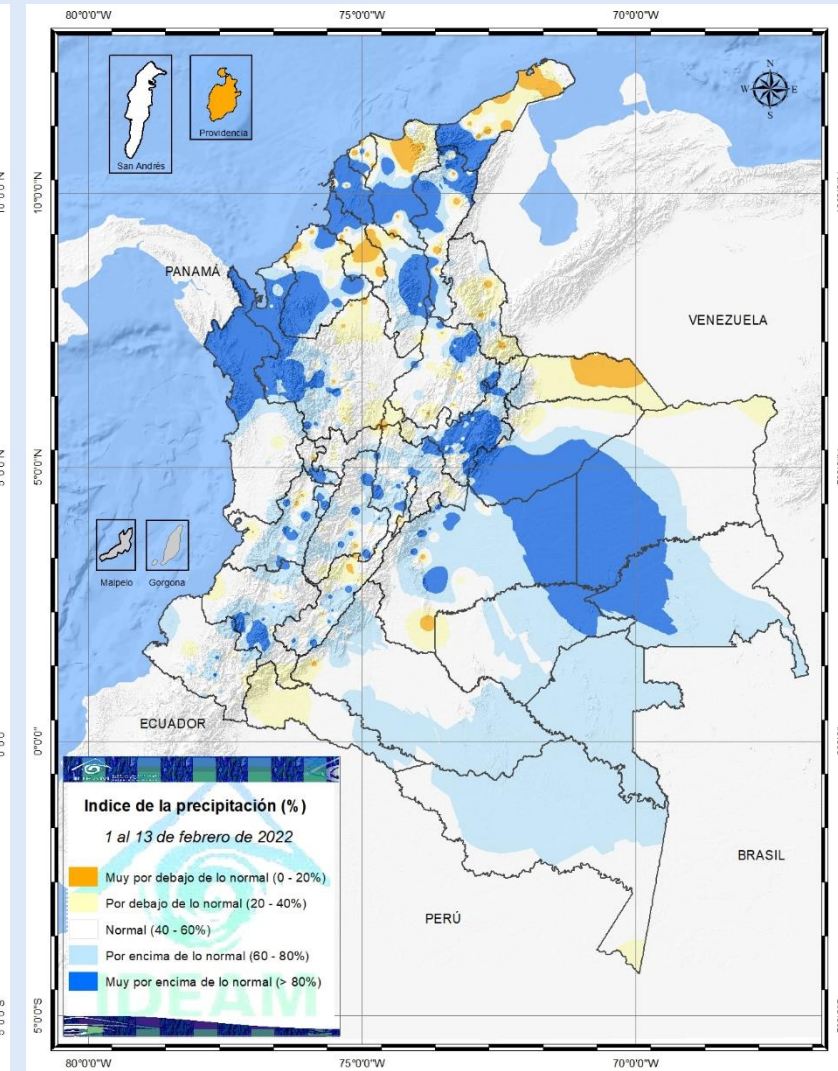 80°0'0"W 75°0'0"W 70°0'0"W
N
W E
S
San Andrés
Providencia
10°0'0"N
PANAMÁ
VENEZUELA
5°0'0"N
Malpelo Gorgona
ECUADOR
0°0'0"
IDEAM
Indice de la precipitación (%)
1 al 13 de febrero de 2022
Muy por debajo de lo normal (0 - 20%)
Por debajo de lo normal (20 - 40%)
Normal (40 - 60%)
Por encima de lo normal (60 - 80%)
Muy por encima de lo normal (> 80%)
IDEAM
BRASIL
PERÚ
5°0'0"S
80°0'0"W 75°0'0"W 70°0'0"W